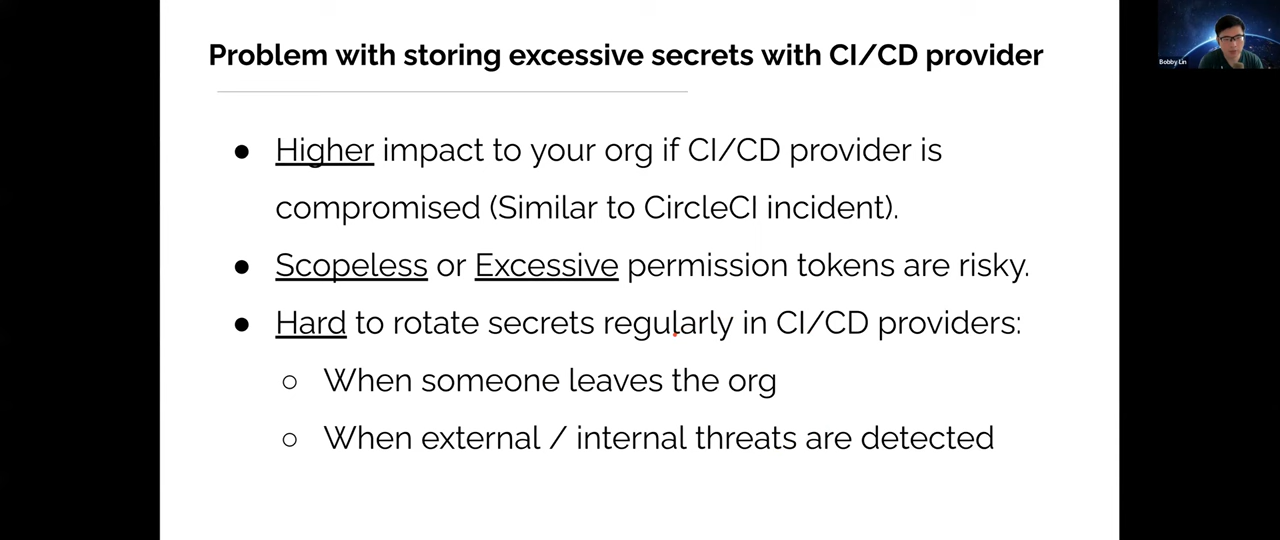 Problem with storing excessive secrets with CI/CD provider
● Higher impact to your org if CI/CD provider is
compromised (Similar to CircleCI incident).
● Scopeless or Excessive permission tokens are risky.
● Hard to rotate secrets regularly in CI/CD providers:
○ When someone leaves the org
○ When external / internal threats are detected
Bobby Lin